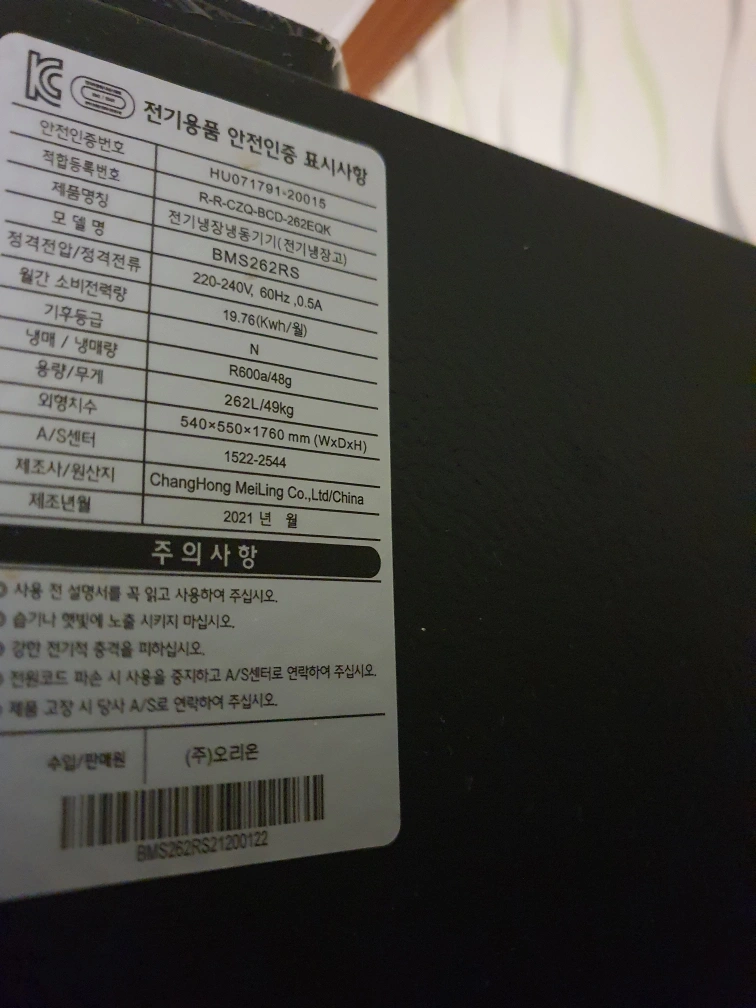 전기용품 안전인증 표시사항
안전인증번호 HU071791-20015
적합등록번호 R-R-CZQ-BCD-262EQK
제품명칭 전기냉장냉동기기(전기냉장고)
모 델 명 BMS262RS
정격전압/정격전류 220-240V, 60Hz ,0.5A
월간 소비전력량 19.76(Kwh/월)
기후등급 N
냉매 / 냉매량 R600a/48g
용량/무게 262L/49kg
외형치수 540×550×1760 mm (WxDxH)
A/S센터 1522-2544
제조사/원산지 ChangHong MeiLing Co.,Ltd/China
제조년월 2021 년 월
주 의 사 항
사용 전 설명서를 꼭 읽고 사용하여 주십시오.
습기나 햇빛에 노출 시키지 마십시오.
강한 전기적 충격을 피하십시오.
전원코드 파손 시 사용을 중지하고 A/S센터로 연락하여 주십시오.
제품 고장 시 당사 A/S로 연락하여 주십시오.
수입/판매원 (주)오리온
BMS262RS21200122